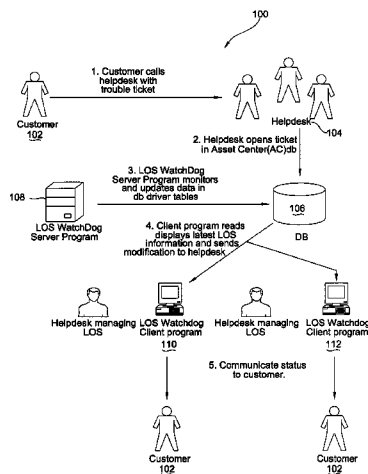 100
1. Customer calls
helpdesk with
trouble ticket
Customer
102
Helpdesk
104
2. Helpdesk opens ticket
in Asset Center(AC)db
3. LOS WatchDog
Server Program monitors
and updates data in
db driver tables
108
LOS WatchDog
Server Program
106
DB
4. Client program reads
displays latest LOS
information and sends
modification to helpdesk
Helpdesk managing
LOS
LOS Watchdog
Client program
110
Helpdesk managing
LOS
LOS Watchdog
Client program
112
5. Communicate status
to customer.
Customer
102
Customer
102